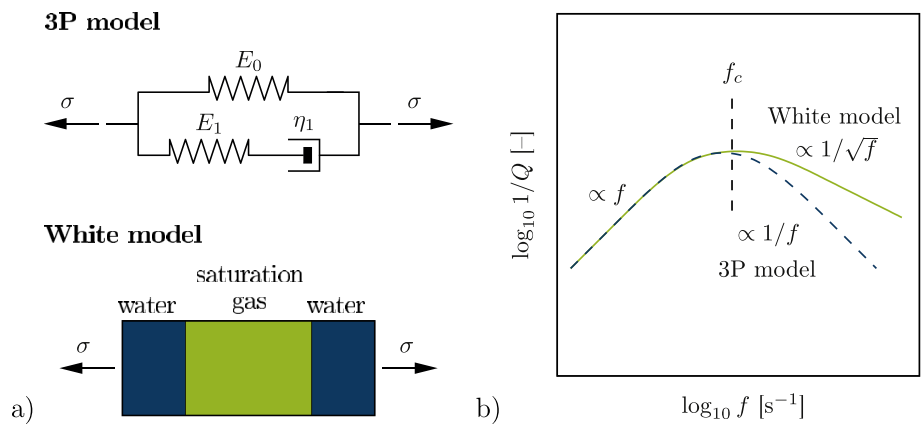 3P model
E₀
σ
σ
E₁
η₁
White model
saturation
gas
water
water
σ
σ
a)
f_c
White model
∝ 1/√f
∝ f
∝ 1/f
3P model
log₁₀ 1/Q [–]
log₁₀ f [s⁻¹]
b)